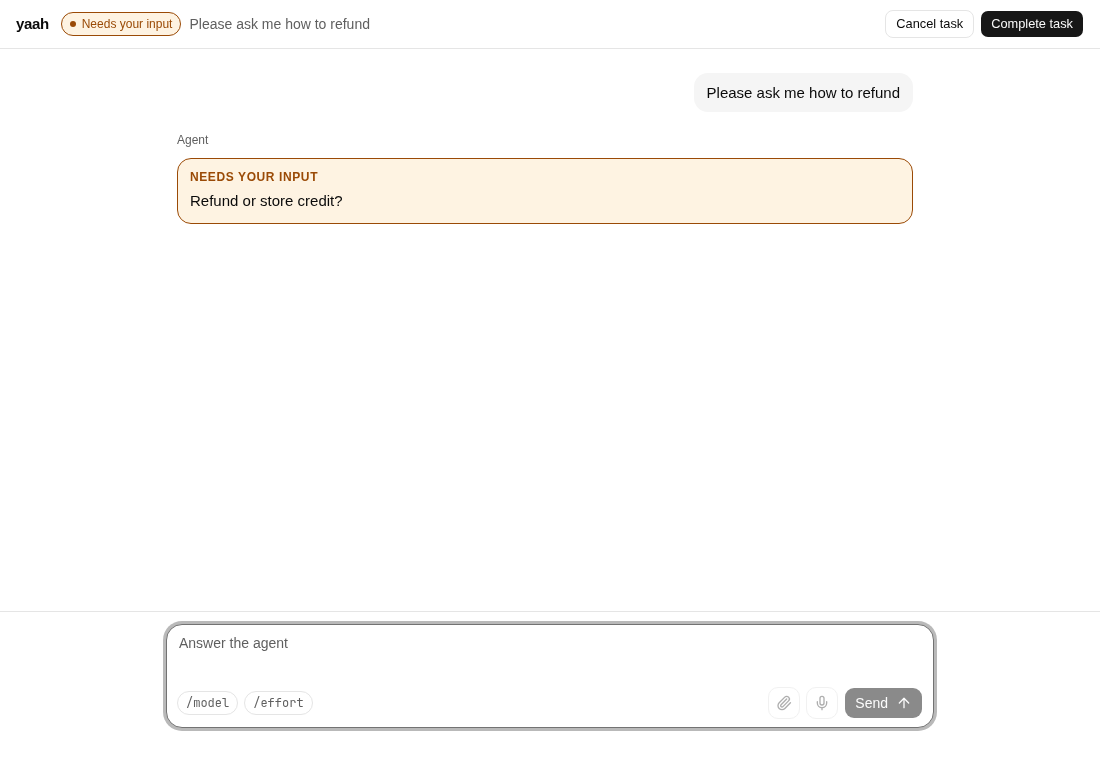 yaah
Needs your input
Please ask me how to refund
Cancel task
Complete task
Please ask me how to refund
Agent
NEEDS YOUR INPUT
Refund or store credit?
Answer the agent
/model
/effort
Send